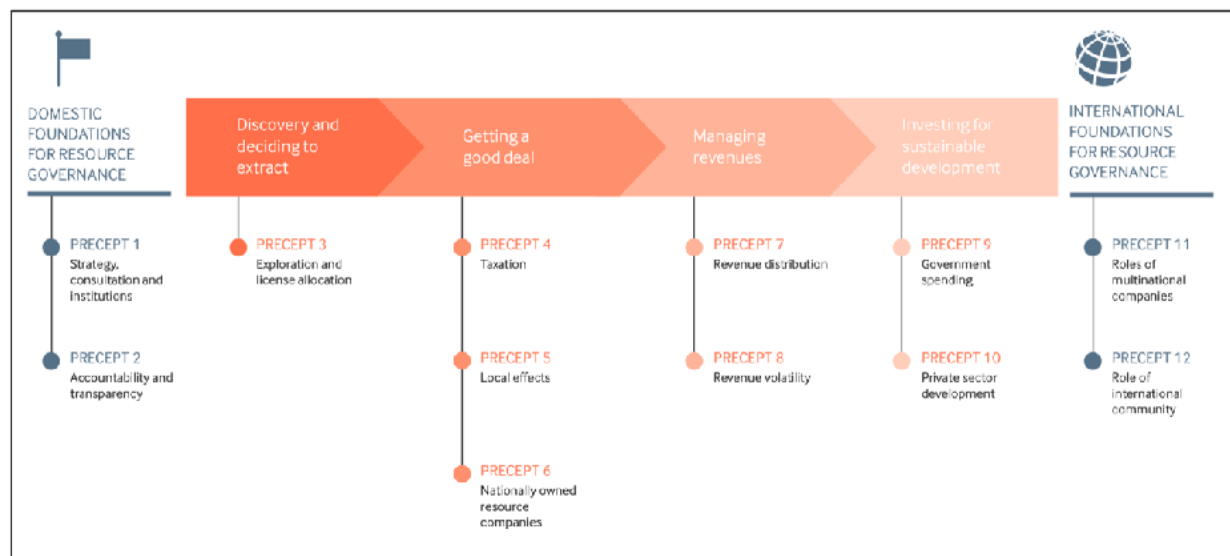 DOMESTIC
FOUNDATIONS
FOR RESOURCE
GOVERNANCE
Discovery and
deciding to
extract
Getting a
good deal
Managing
revenues
Investing for
sustainable
development
INTERNATIONAL
FOUNDATIONS
FOR RESOURCE
GOVERNANCE
PRECEPT 1
Strategy,
consultation and
institutions
PRECEPT 2
Accountability and
transparency
PRECEPT 3
Exploration and
license allocation
PRECEPT 4
Taxation
PRECEPT 5
Local effects
PRECEPT 6
Nationally owned
resource
companies
PRECEPT 7
Revenue distribution
PRECEPT 8
Revenue volatility
PRECEPT 9
Government
spending
PRECEPT 10
Private sector
development
PRECEPT 11
Roles of
multinational
companies
PRECEPT 12
Role of
international
community